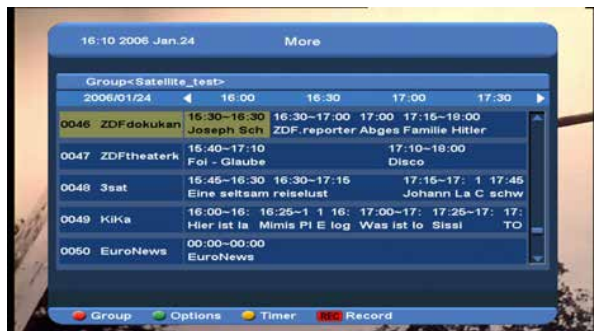 16:10 2006 Jan.24 More
Group<Satellite_test>
2006/01/24 16:00 16:30 17:00 17:30
0046 ZDFdokukan 15:30~16:30 16:30~17:00 17:00 17:15~18:00
Joseph Sch ZDF.reporter Abges Familie Hitler
0047 ZDFtheaterk 15:40~17:10 17:10~18:00
Foi - Glaube Disco
0048 3sat 15:45~16:30 16:30~17:15 17:15~17: 1 17:45
Eine seltsam reiselust Johann La C schw
0049 KiKa 16:00~16: 16:25~1 1 16: 17:00~17: 17:25~17: 17:
Hier ist la Mimis Pl E log Was ist lo Sissi TO
0050 EuroNews 00:00~00:00
EuroNews
Group Options Timer REC Record